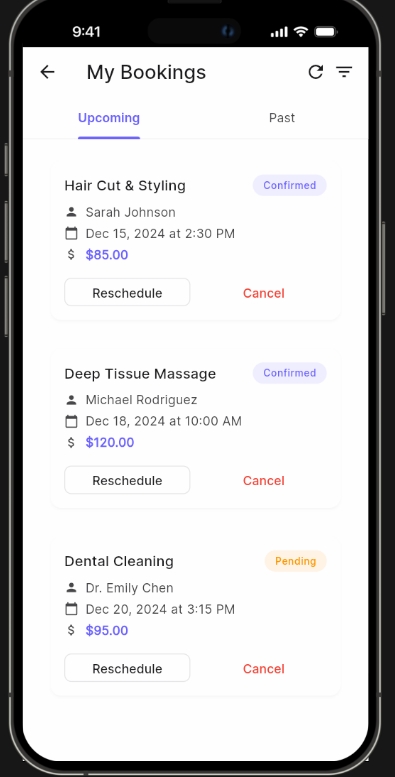 9:41
My Bookings
Upcoming Past
Hair Cut & Styling Confirmed
Sarah Johnson
Dec 15, 2024 at 2:30 PM
$ $85.00
Reschedule Cancel
Deep Tissue Massage Confirmed
Michael Rodriguez
Dec 18, 2024 at 10:00 AM
$ $120.00
Reschedule Cancel
Dental Cleaning Pending
Dr. Emily Chen
Dec 20, 2024 at 3:15 PM
$ $95.00
Reschedule Cancel